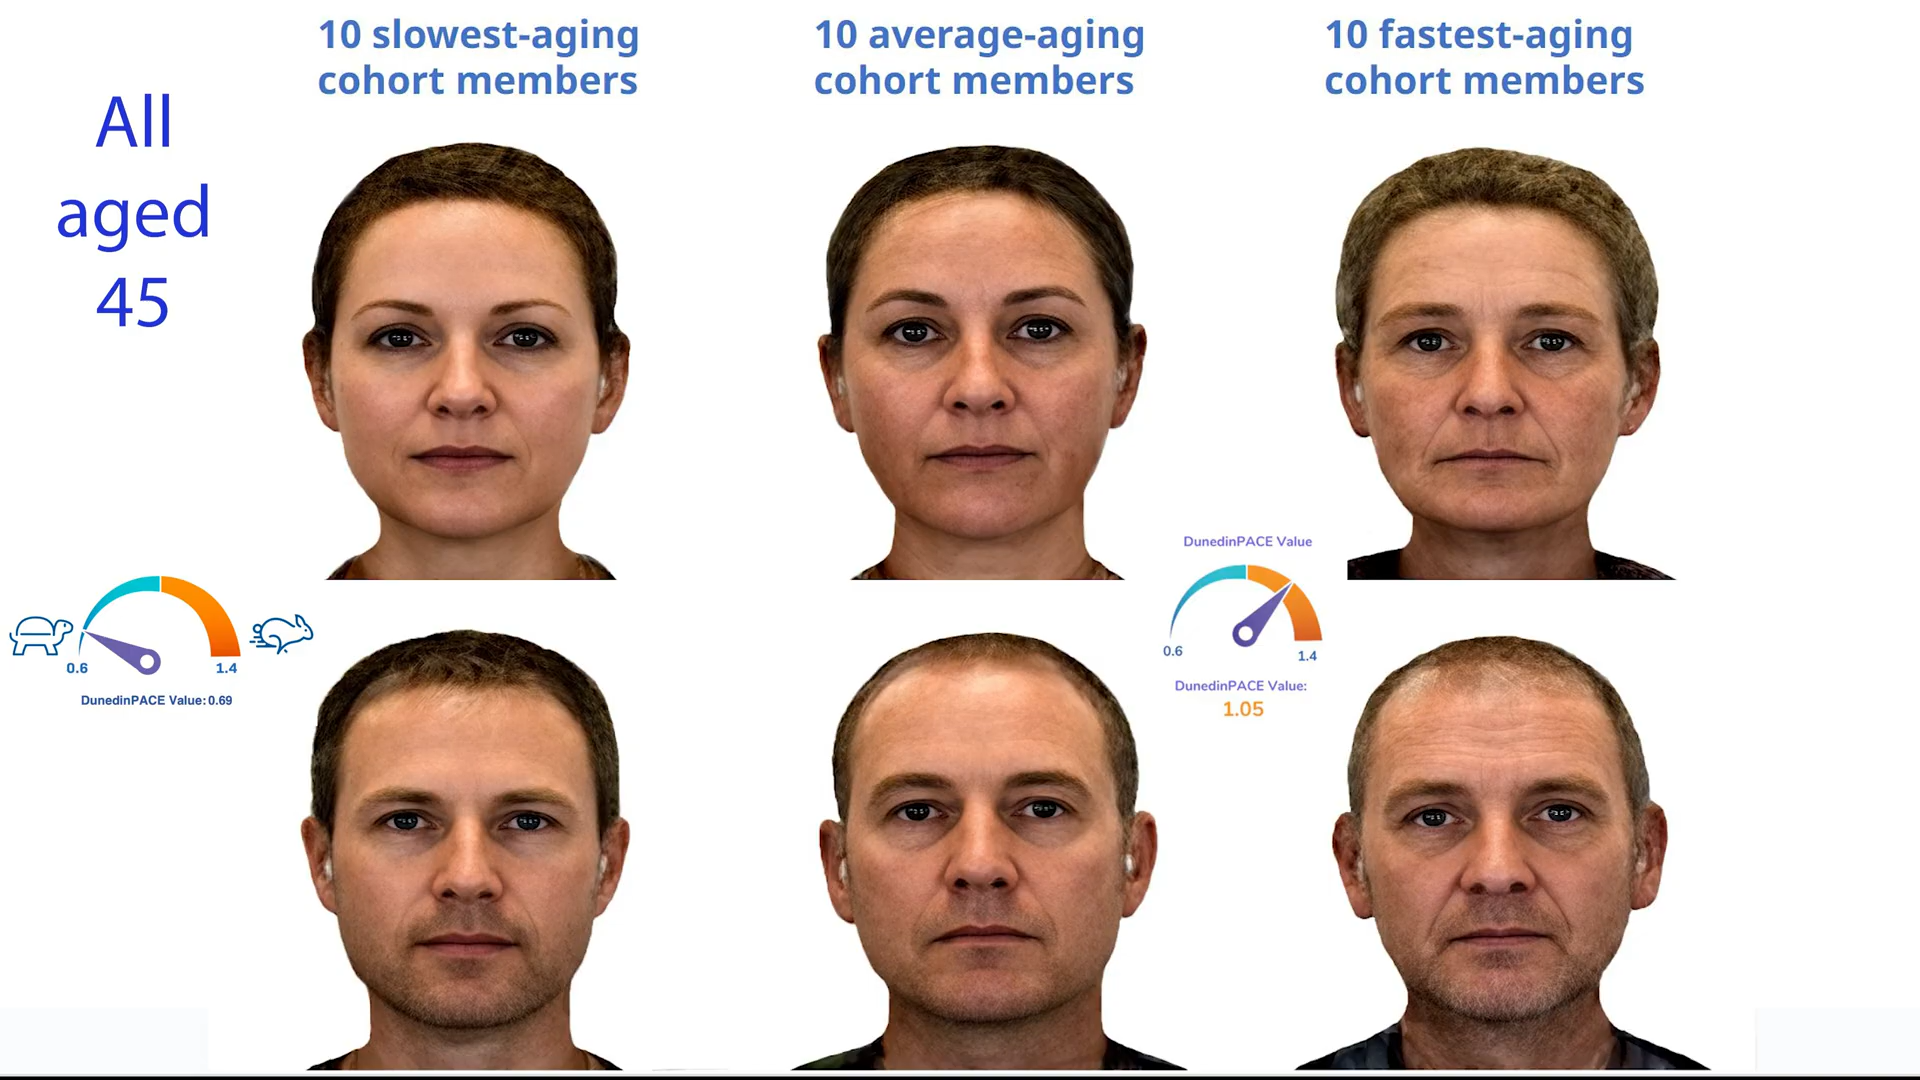 10 slowest-aging
cohort members
10 average-aging
cohort members
10 fastest-aging
cohort members
All
aged
45
DunedinPACE Value
0.6
1.4
DunedinPACE Value:
1.05
0.6
1.4
DunedinPACE Value: 0.69